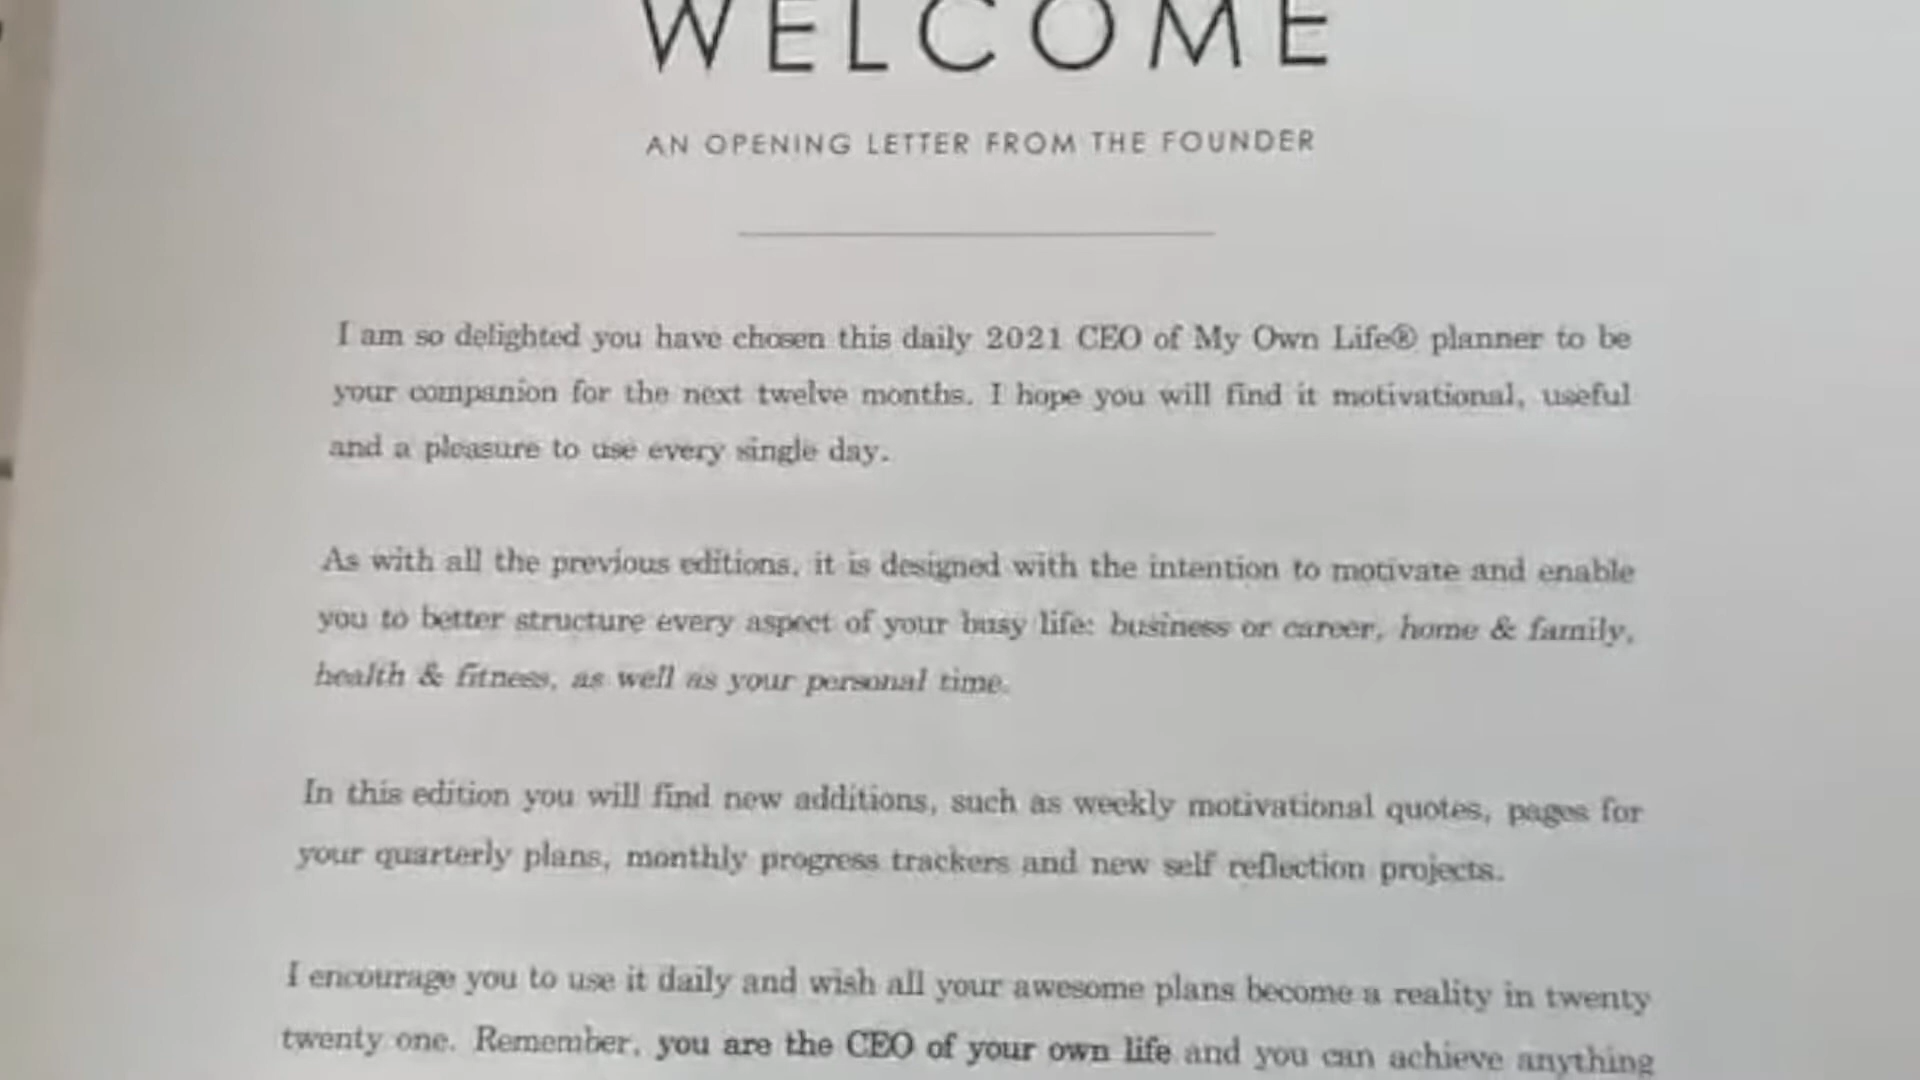 WELCOME
AN OPENING LETTER FROM THE FOUNDER
I am so delighted you have chosen this daily 2021 CEO of My Own Life® planner to be
your companion for the next twelve months. I hope you will find it motivational, useful
and a pleasure to use every single day.
As with all the previous editions, it is designed with the intention to motivate and enable
you to better structure every aspect of your busy life: business or career, home & family,
health & fitness, as well as your personal time.
In this edition you will find new additions, such as weekly motivational quotes, pages for
your quarterly plans, monthly progress trackers and new self reflection projects.
I encourage you to use it daily and wish all your awesome plans become a reality in twenty
twenty one. Remember, you are the CEO of your own life and you can achieve anything